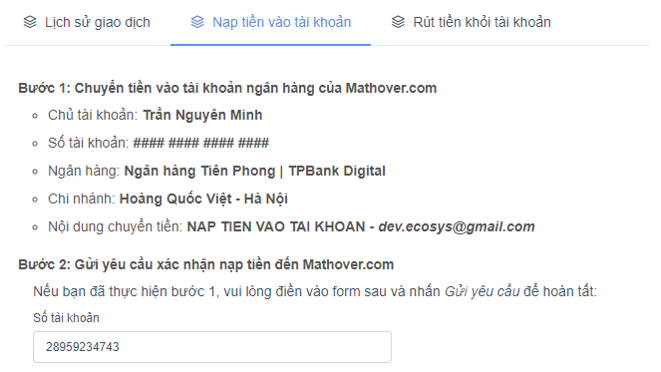 Lịch sử giao dịch Nạp tiền vào tài khoản Rút tiền khỏi tài khoản
Bước 1: Chuyển tiền vào tài khoản ngân hàng của Mathover.com
Chủ tài khoản: Trần Nguyên Minh
Số tài khoản: #### #### #### ####
Ngân hàng: Ngân hàng Tiên Phong | TPBank Digital
Chi nhánh: Hoàng Quốc Việt - Hà Nội
Nội dung chuyển tiền: NAP TIEN VAO TAI KHOAN - dev.ecosys@gmail.com
Bước 2: Gửi yêu cầu xác nhận nạp tiền đến Mathover.com
Nếu bạn đã thực hiện bước 1, vui lòng điền vào form sau và nhấn Gửi yêu cầu để hoàn tất:
Số tài khoản
28959234743